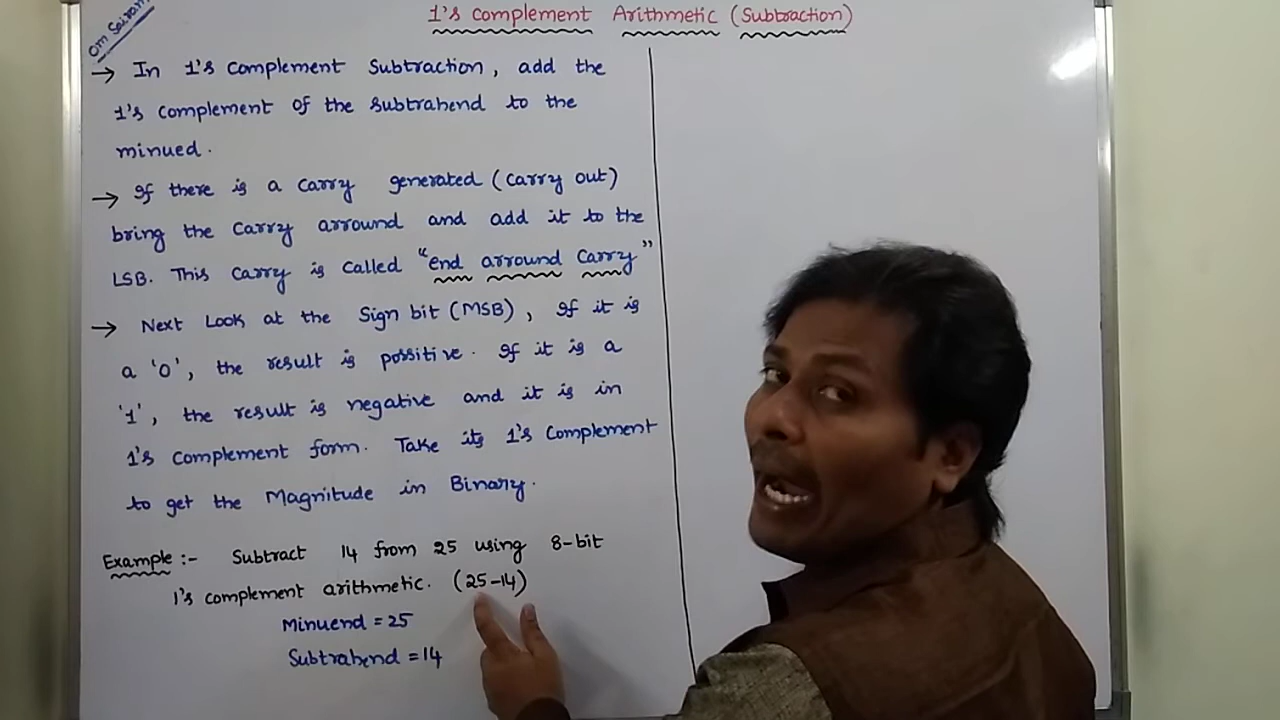 Om Sairam
1's Complement Arithmetic (Subtraction)
→ In 1's Complement Subtraction, add the
1's complement of the Subtrahend to the
minued.
→ If there is a Carry generated (Carry out)
bring the Carry arround and add it to the
LSB. This Carry is Called "end arround Carry"
→ Next Look at the Sign bit (MSB), If it is
a '0', the result is possitive. If it is a
'1', the result is negative and it is in
1's Complement form. Take its 1's Complement
to get the Magnitude in Binary.
Example :- Subtract 14 from 25 using 8-bit
1's complement arithmetic. (25-14)
Minuend = 25
Subtrahend = 14